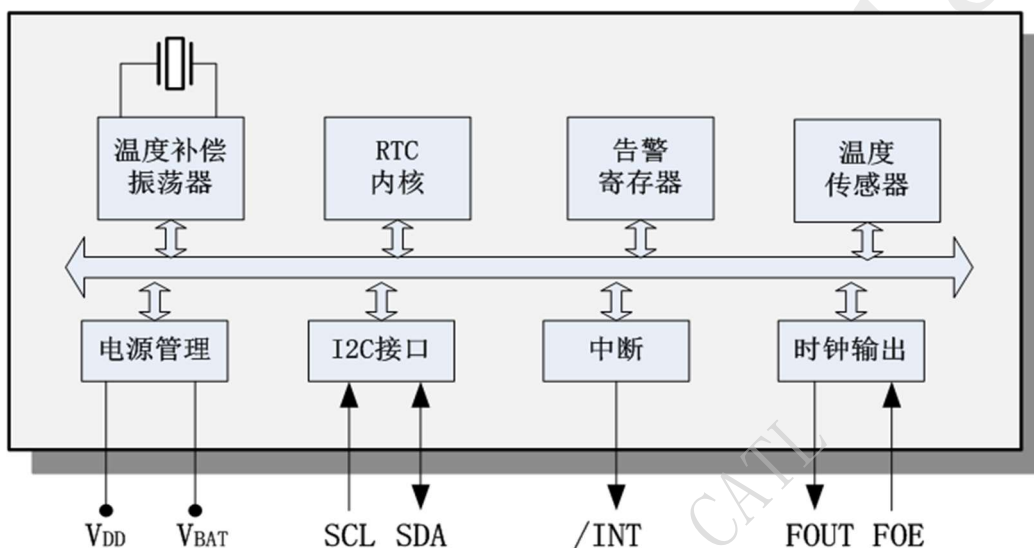 温度补偿
振荡器
RTC
内核
告警
寄存器
温度
传感器
电源管理
I2C接口
中断
时钟输出
VDD
VBAT
SCL
SDA
/INT
FOUT
FOE
CATL